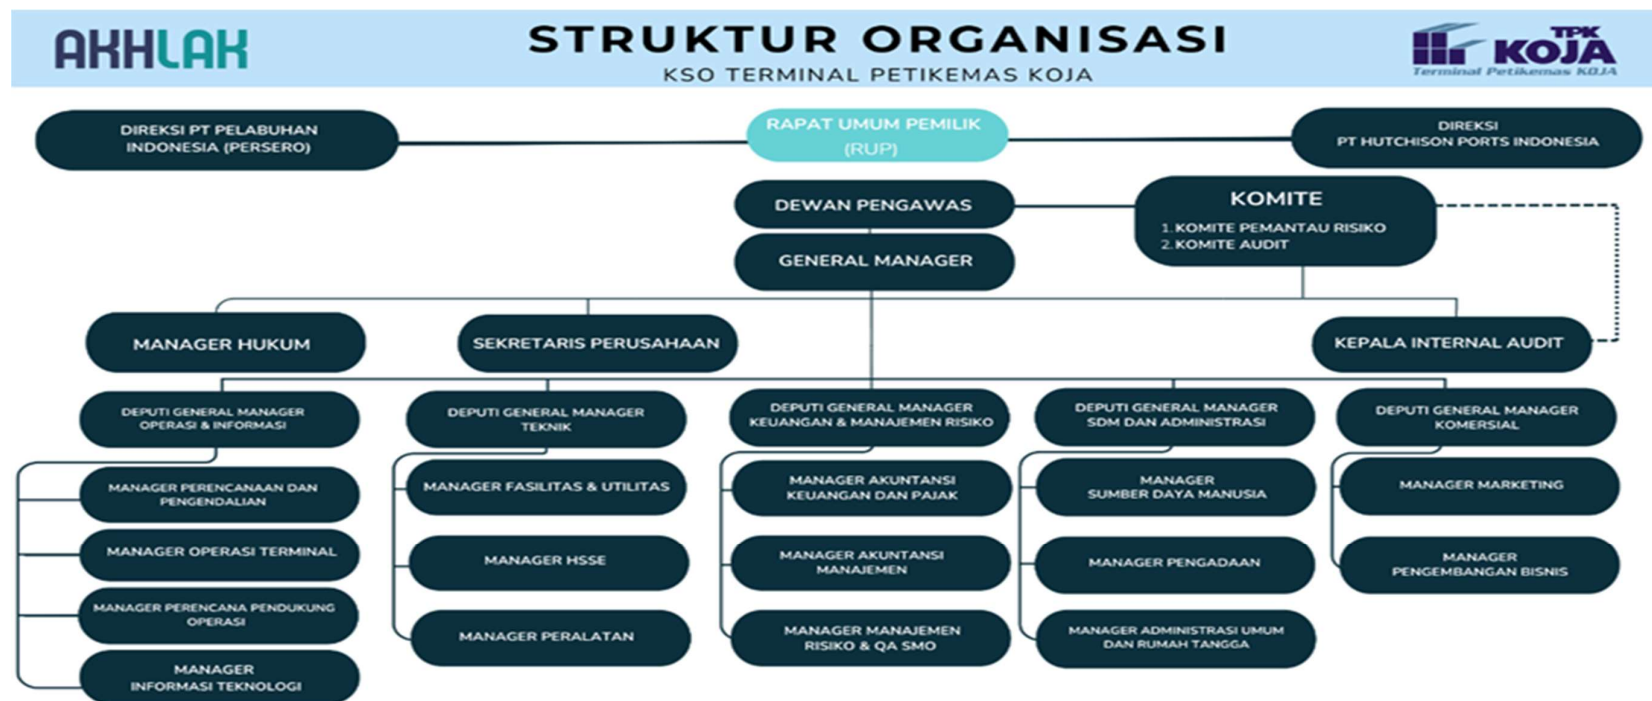 AKHLAK
STRUKTUR ORGANISASI
KSO TERMINAL PETIKEMAS KOJA
TPK
KOJA
Terminal Petikemas KOJA
DIREKSI PT PELABUHAN
INDONESIA (PERSERO)
RAPAT UMUM PEMILIK
(RUP)
DIREKSI
PT HUTCHISON PORTS INDONESIA
DEWAN PENGAWAS
KOMITE
1. KOMITE PEMANTAU RISIKO
2. KOMITE AUDIT
GENERAL MANAGER
MANAGER HUKUM
SEKRETARIS PERUSAHAAN
KEPALA INTERNAL AUDIT
DEPUTI GENERAL MANAGER
OPERASI & INFORMASI
MANAGER PERENCANAAN DAN
PENGENDALIAN
MANAGER OPERASI TERMINAL
MANAGER PERENCANA PENDUKUNG
OPERASI
MANAGER
INFORMASI TEKNOLOGI
DEPUTI GENERAL MANAGER
TEKNIK
MANAGER FASILITAS & UTILITAS
MANAGER HSSE
MANAGER PERALATAN
DEPUTI GENERAL MANAGER
KEUANGAN & MANAJEMEN RISIKO
MANAGER AKUNTANSI
KEUANGAN DAN PAJAK
MANAGER AKUNTANSI
MANAJEMEN
MANAGER MANAJEMEN
RISIKO & QA SMO
DEPUTI GENERAL MANAGER
SDM DAN ADMINISTRASI
MANAGER
SUMBER DAYA MANUSIA
MANAGER PENGADAAN
MANAGER ADMINISTRASI UMUM
DAN RUMAH TANGGA
DEPUTI GENERAL MANAGER
KOMERSIAL
MANAGER MARKETING
MANAGER
PENGEMBANGAN BISNIS